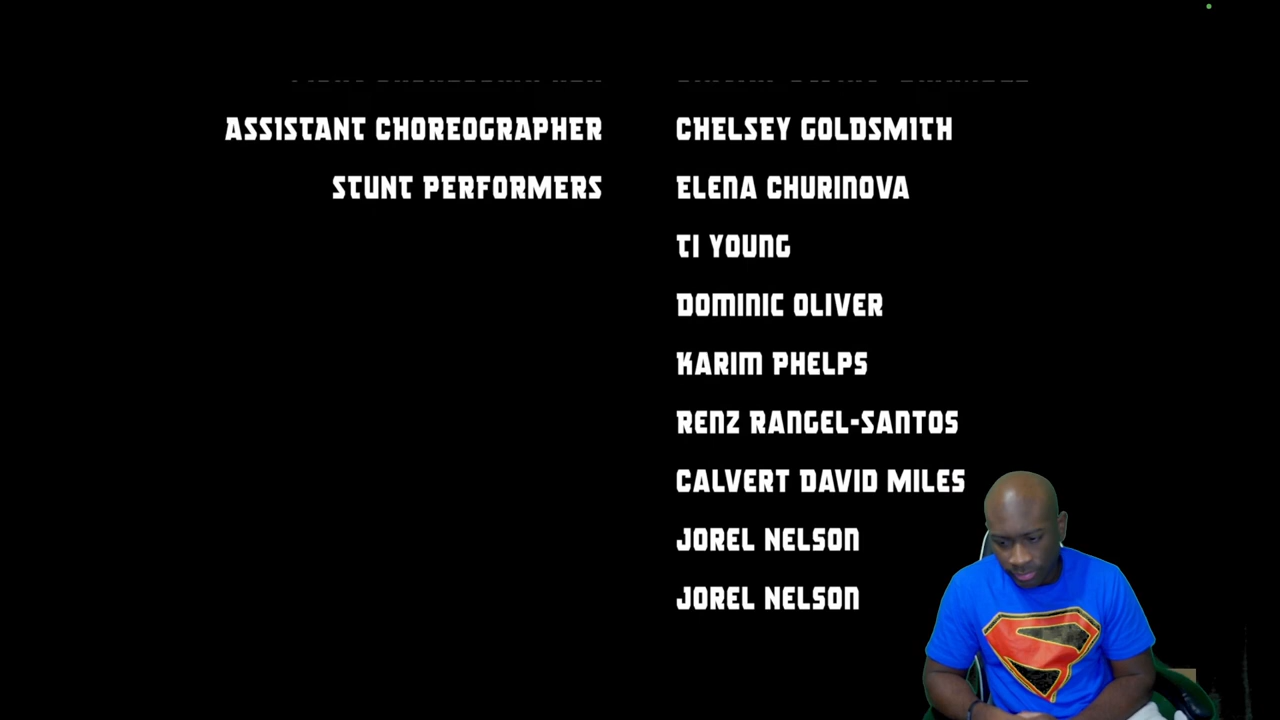 ASSISTANT CHOREOGRAPHER CHELSEY GOLDSMITH
STUNT PERFORMERS ELENA CHURINOVA
TI YOUNG
DOMINIC OLIVER
KARIM PHELPS
RENZ RANGEL-SANTOS
CALVERT DAVID MILES
JOREL NELSON
JOREL NELSON